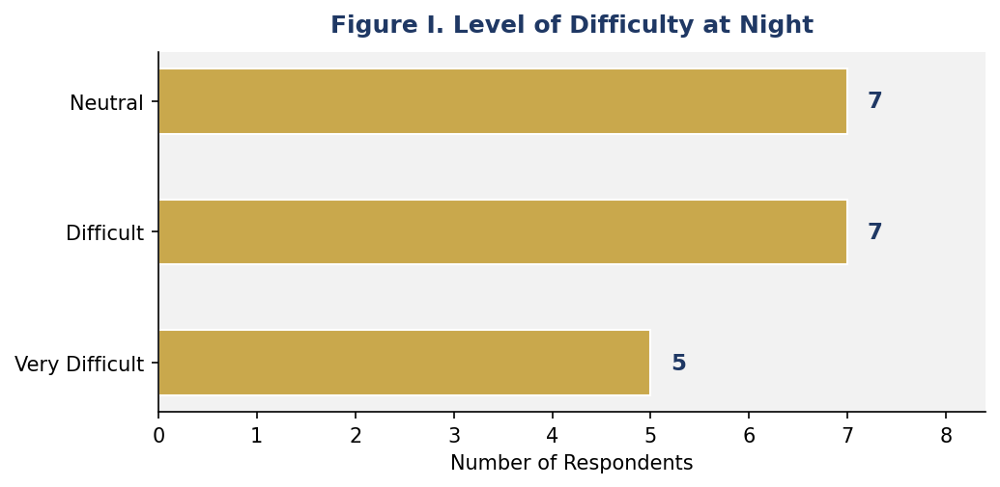 Figure I. Level of Difficulty at Night
Neutral
7
Difficult
7
Very Difficult
5
0 1 2 3 4 5 6 7 8
Number of Respondents